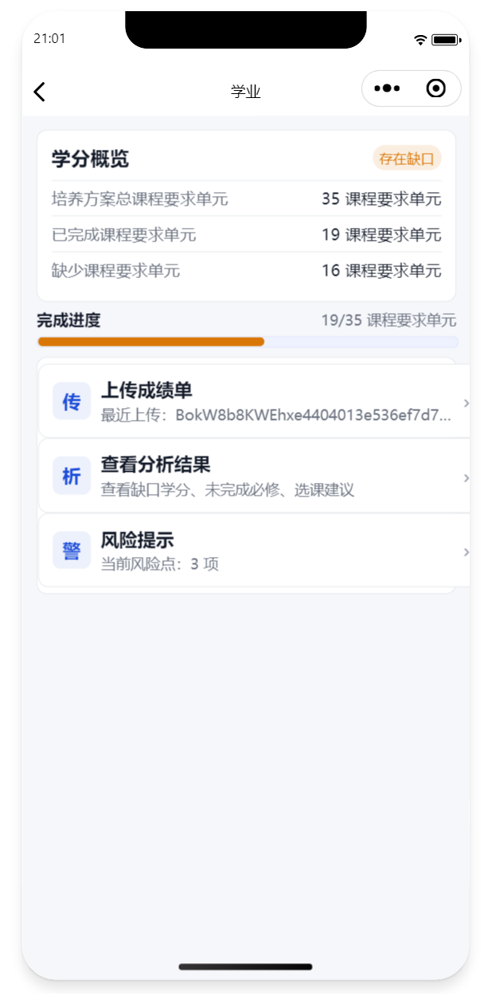 21:01
学业
学分概览
存在缺口
培养方案总课程要求单元 35 课程要求单元
已完成课程要求单元 19 课程要求单元
缺少课程要求单元 16 课程要求单元
完成进度 19/35 课程要求单元
传
上传成绩单
最近上传：BokW8b8KWEhxe4404013e536ef7d7...
›
析
查看分析结果
查看缺口学分、未完成必修、选课建议
›
警
风险提示
当前风险点：3 项
›